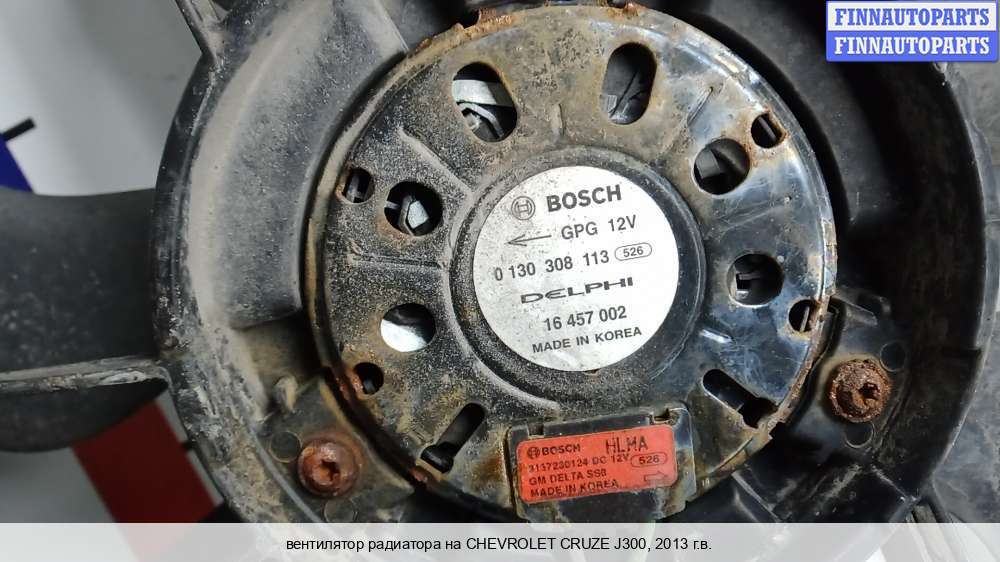 FINNAUTOPARTS
FINNAUTOPARTS
BOSCH
GPG 12V
0 130 308 113 526
DELPHI
16 457 002
MADE IN KOREA
BOSCH HLMA
3137230124 DC 12V 526
GM DELTA SSB
MADE IN KOREA
вентилятор радиатора на CHEVROLET CRUZE J300, 2013 г.в.